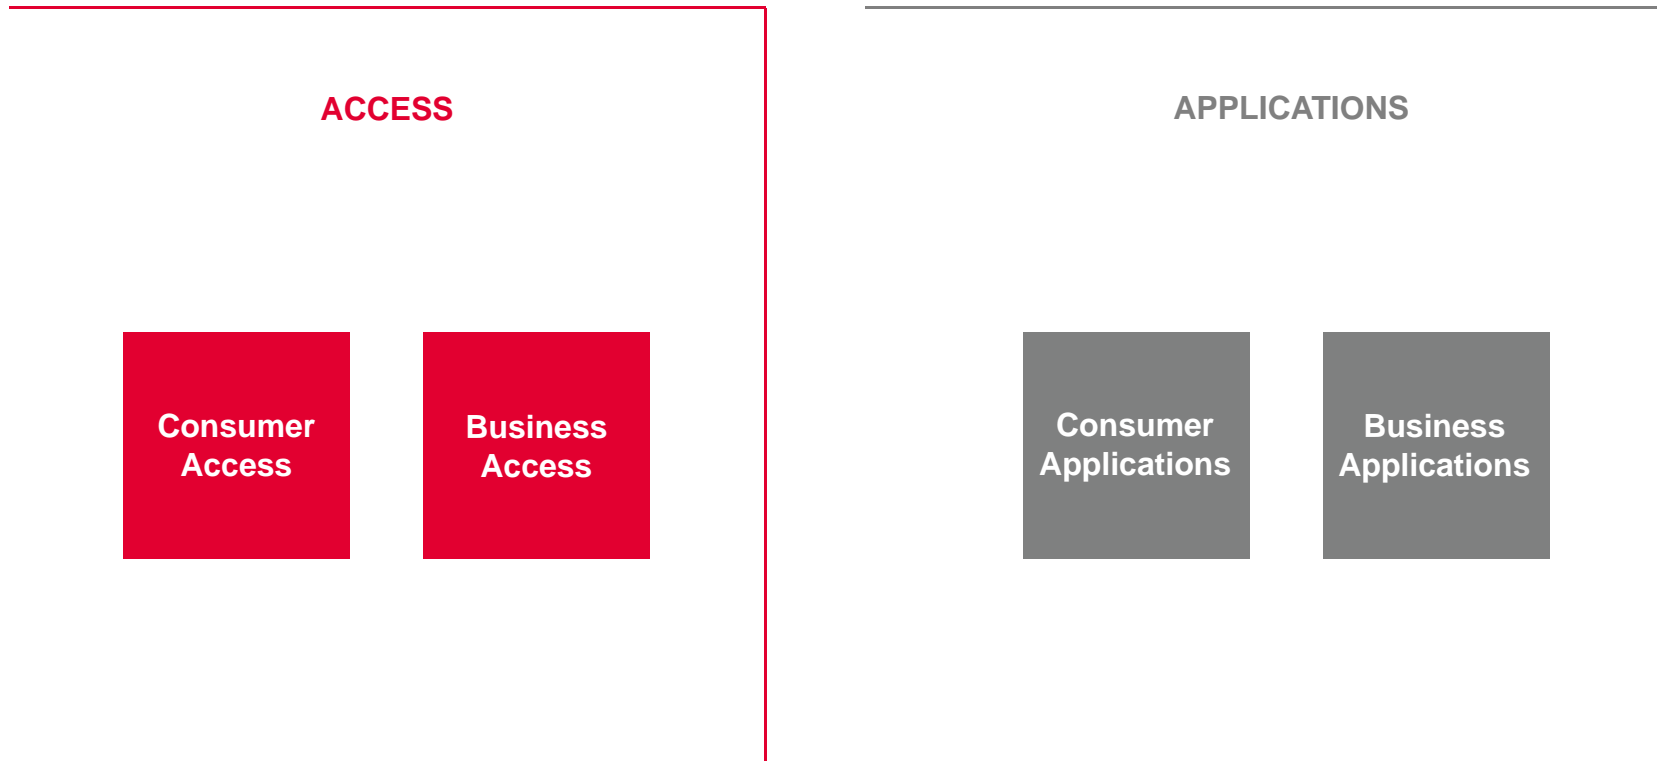 ACCESS
APPLICATIONS
Consumer
Access
Business
Access
Consumer
Applications
Business
Applications